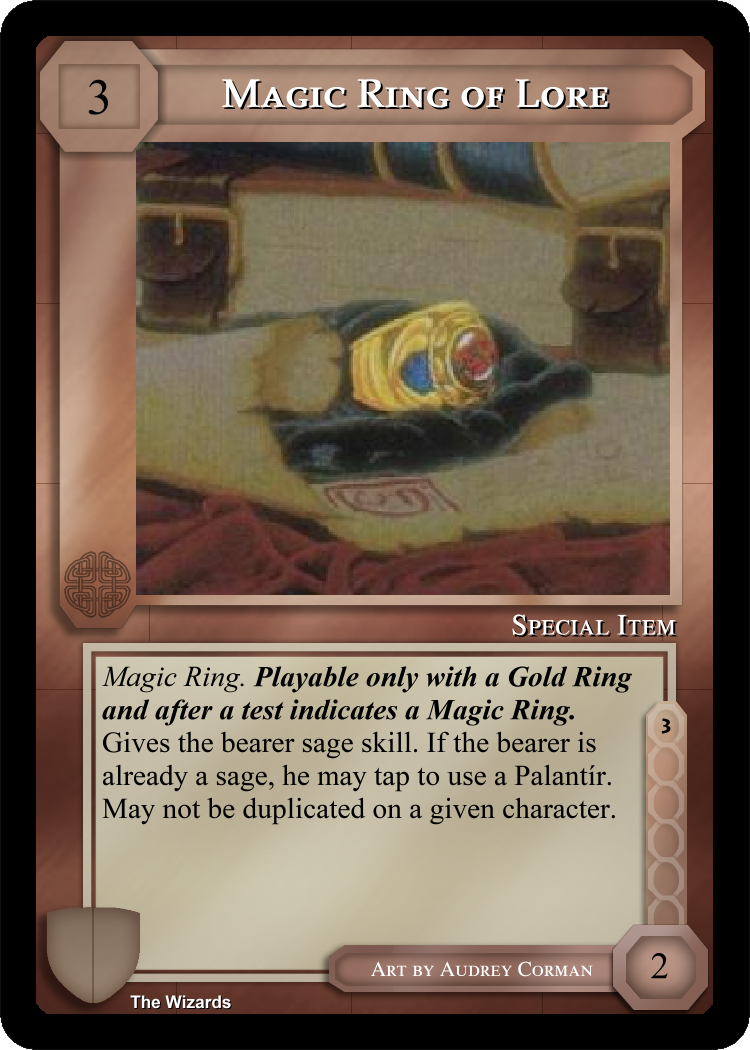 3
Magic Ring of Lore
Special Item
Magic Ring. Playable only with a Gold Ring
and after a test indicates a Magic Ring.
Gives the bearer sage skill. If the bearer is
already a sage, he may tap to use a Palantír.
May not be duplicated on a given character.
3
Art by Audrey Corman
2
The Wizards